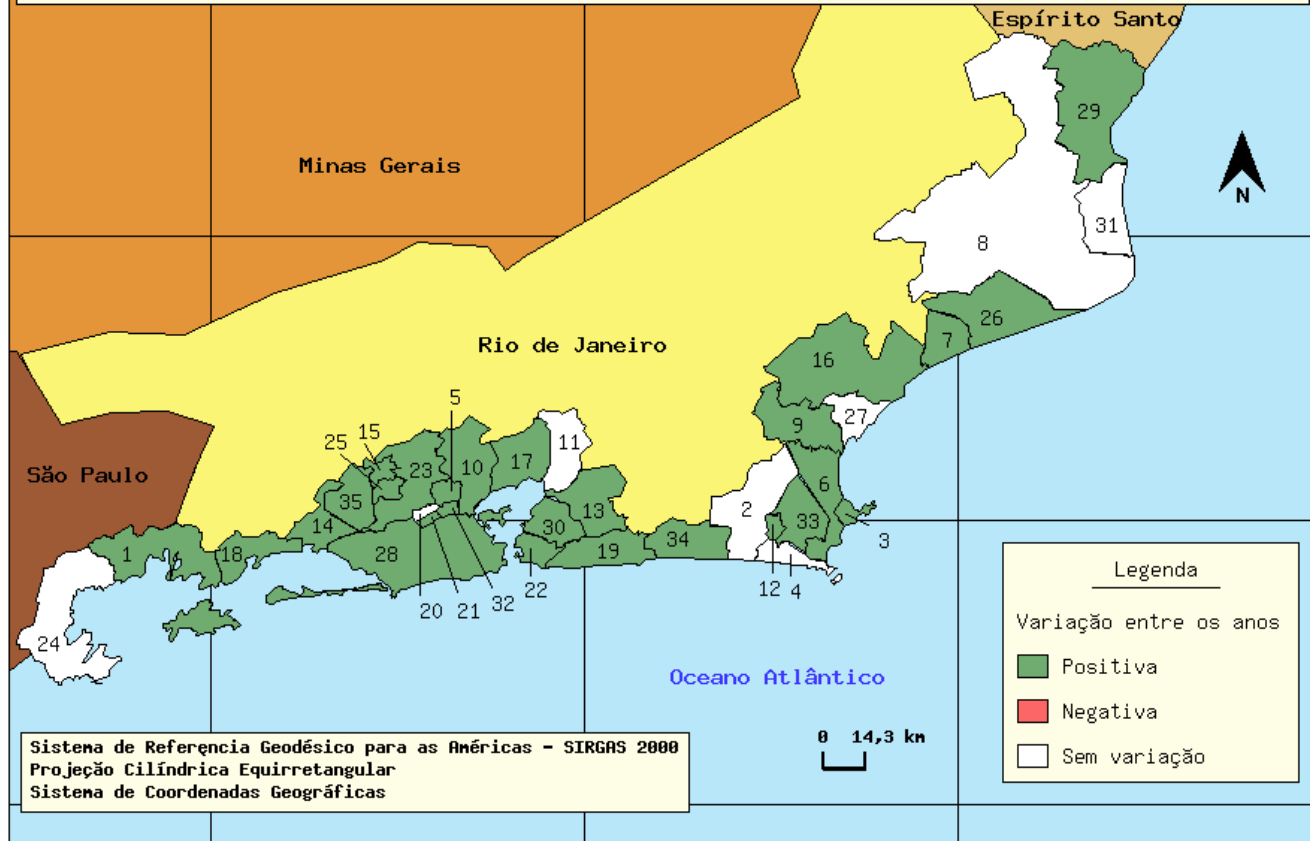 Espírito Santo
29
Minas Gerais
N
31
8
26
Rio de Janeiro
7
16
5
27
15
9
25
11
23
17
São Paulo
10
6
35
2
13
14
30
33
1
18
28
19
34
3
22
12
4
20
21
32
24
Legenda
Variação entre os anos
Positiva
Negativa
Sem variação
Oceano Atlântico
0 14,3 km
Sistema de Referençia Geodésico para as Américas - SIRGAS 2000
Projeção Cilíndrica Equirretangular
Sistema de Coordenadas Geográficas